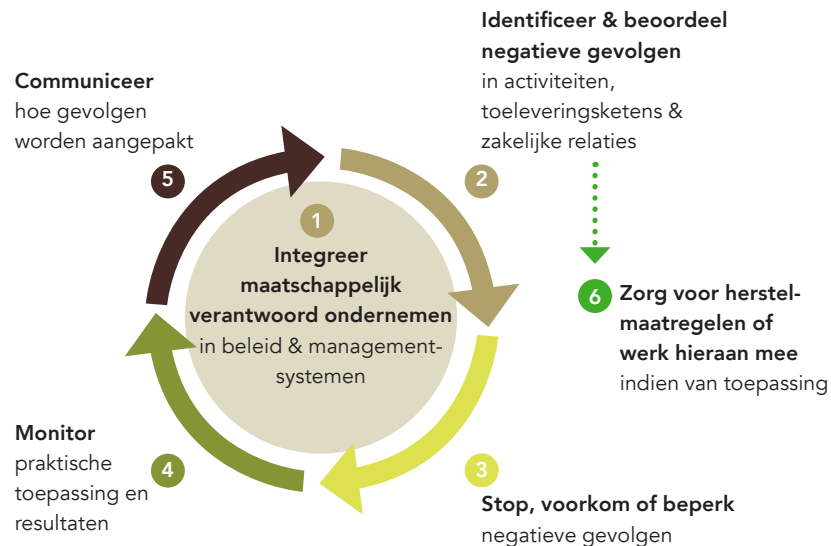 1
Integreer
maatschappelijk
verantwoord ondernemen
in beleid & management-
systemen
2
Identificeer & beoordeel
negatieve gevolgen
in activiteiten,
toeleveringsketens &
zakelijke relaties
3
Stop, voorkom of beperk
negatieve gevolgen
4
Monitor
praktische
toepassing en
resultaten
5
Communiceer
hoe gevolgen
worden aangepakt
6
Zorg voor herstel-
maatregelen of
werk hieraan mee
indien van toepassing